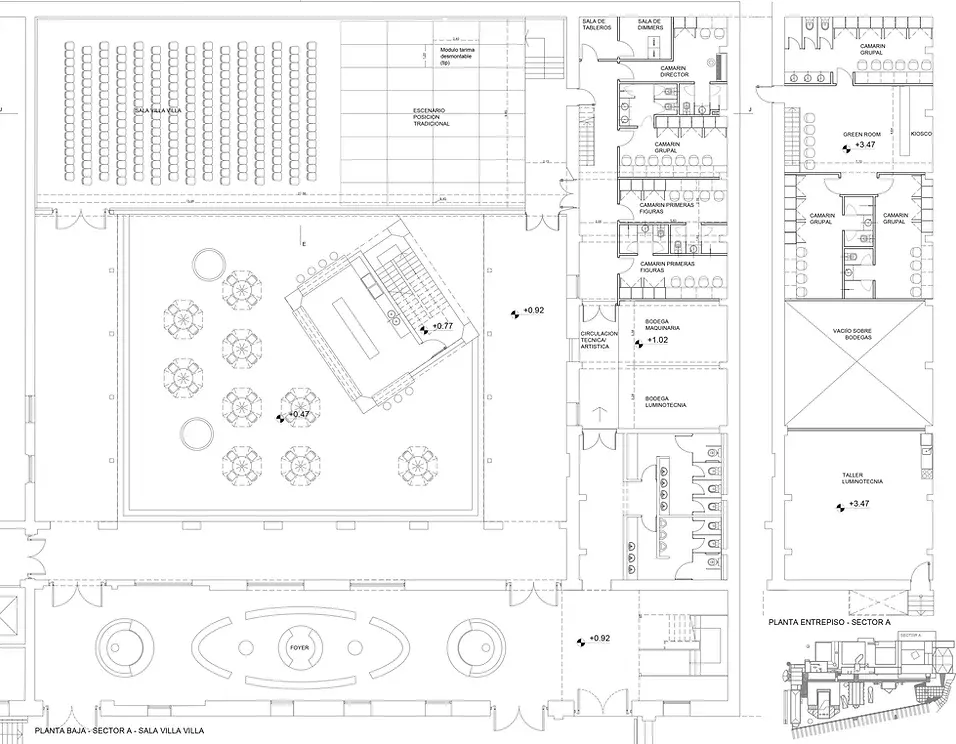 SALA DE
TABLEROS
SALA DE
DIMMERS
CAMARIN
DIRECTOR
Modulo tarima
desmontable
(tip)
SALA VILLA VILLA
ESCENARIO
POSICIÓN
TRADICIONAL
CAMARIN
GRUPAL
CAMARIN PRIMERAS
FIGURAS
CAMARIN PRIMERAS
FIGURAS
E
+0.92
+0.77
+0.47
CIRCULACION
TECNICA/
ARTISTICA
BODEGA
MAQUINARIA
+1.02
BODEGA
LUMINOTECNIA
FOYER
+0.92
PLANTA BAJA - SECTOR A - SALA VILLA VILLA
J
J
CAMARIN
GRUPAL
GREEN ROOM
+3.47
KIOSCO
CAMARIN
GRUPAL
CAMARIN
GRUPAL
VACÍO SOBRE
BODEGAS
TALLER
LUMINOTECNIA
+3.47
PLANTA ENTREPISO - SECTOR A
SECTOR A